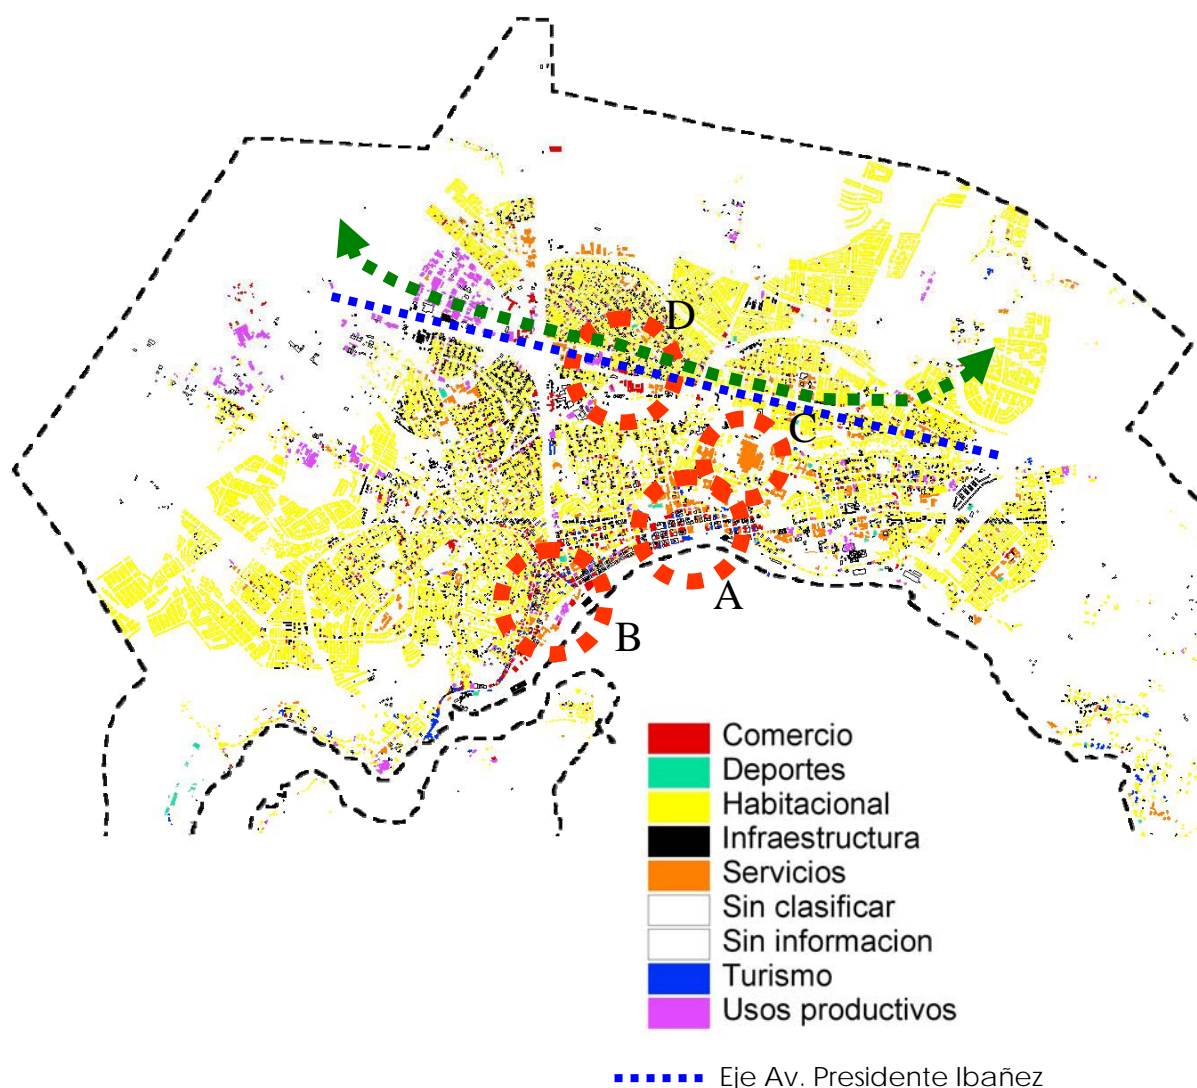 D
C
A
B
Comercio
Deportes
Habitacional
Infraestructura
Servicios
Sin clasificar
Sin informacion
Turismo
Usos productivos
Eje Av. Presidente Ibañez